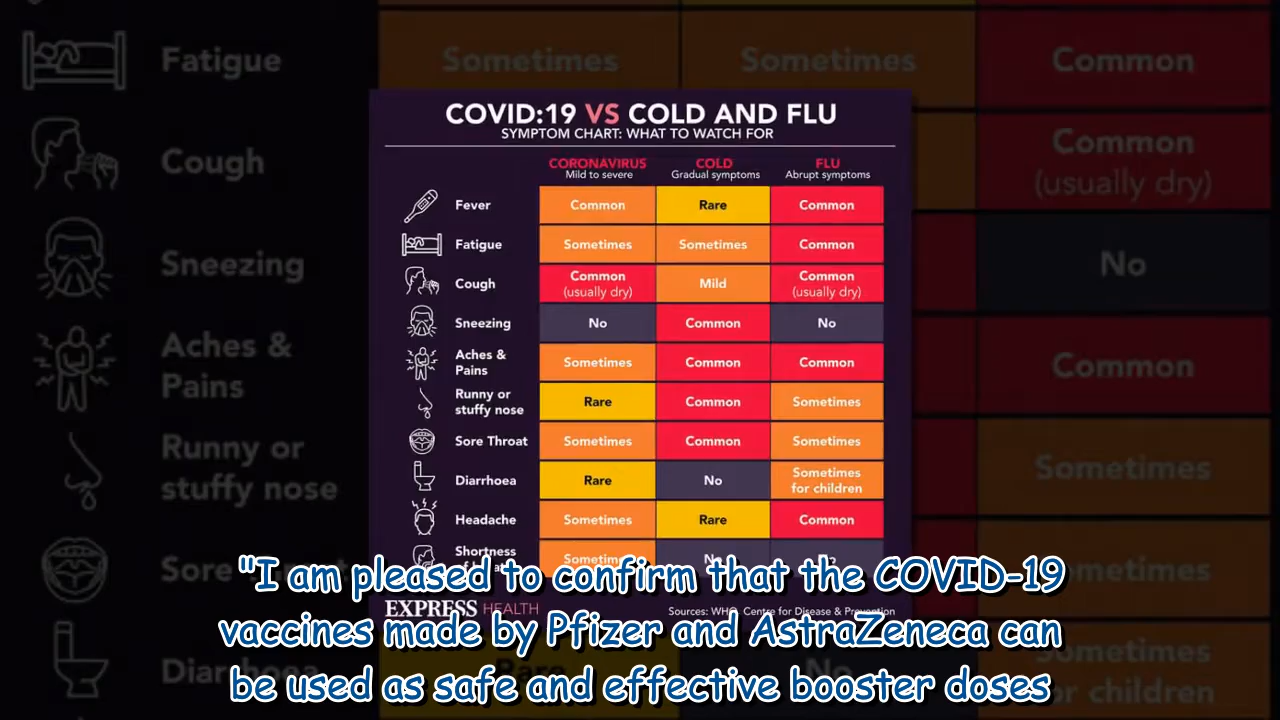 Fatigue Sometimes Sometimes Common
Cough Common
(usually dry)
Sneezing No
Aches &
Pains Common
Runny or
stuffy nose Sometimes
Sore
Diarrhoea Rare No Sometimes
for children
COVID:19 VS COLD AND FLU
SYMPTOM CHART: WHAT TO WATCH FOR
CORONAVIRUS COLD FLU
Mild to severe Gradual symptoms Abrupt symptoms
Fever Common Rare Common
Fatigue Sometimes Sometimes Common
Cough Common (usually dry) Mild Common (usually dry)
Sneezing No Common No
Aches & Pains Sometimes Common Common
Runny or stuffy nose Rare Common Sometimes
Sore Throat Sometimes Common Sometimes
Diarrhoea Rare No Sometimes for children
Headache Sometimes Rare Common
Shortness Sometimes No No
EXPRESS HEALTH Sources: WHO, Centre for Disease & Prevention
"I am pleased to confirm that the COVID-19
vaccines made by Pfizer and AstraZeneca can
be used as safe and effective booster doses